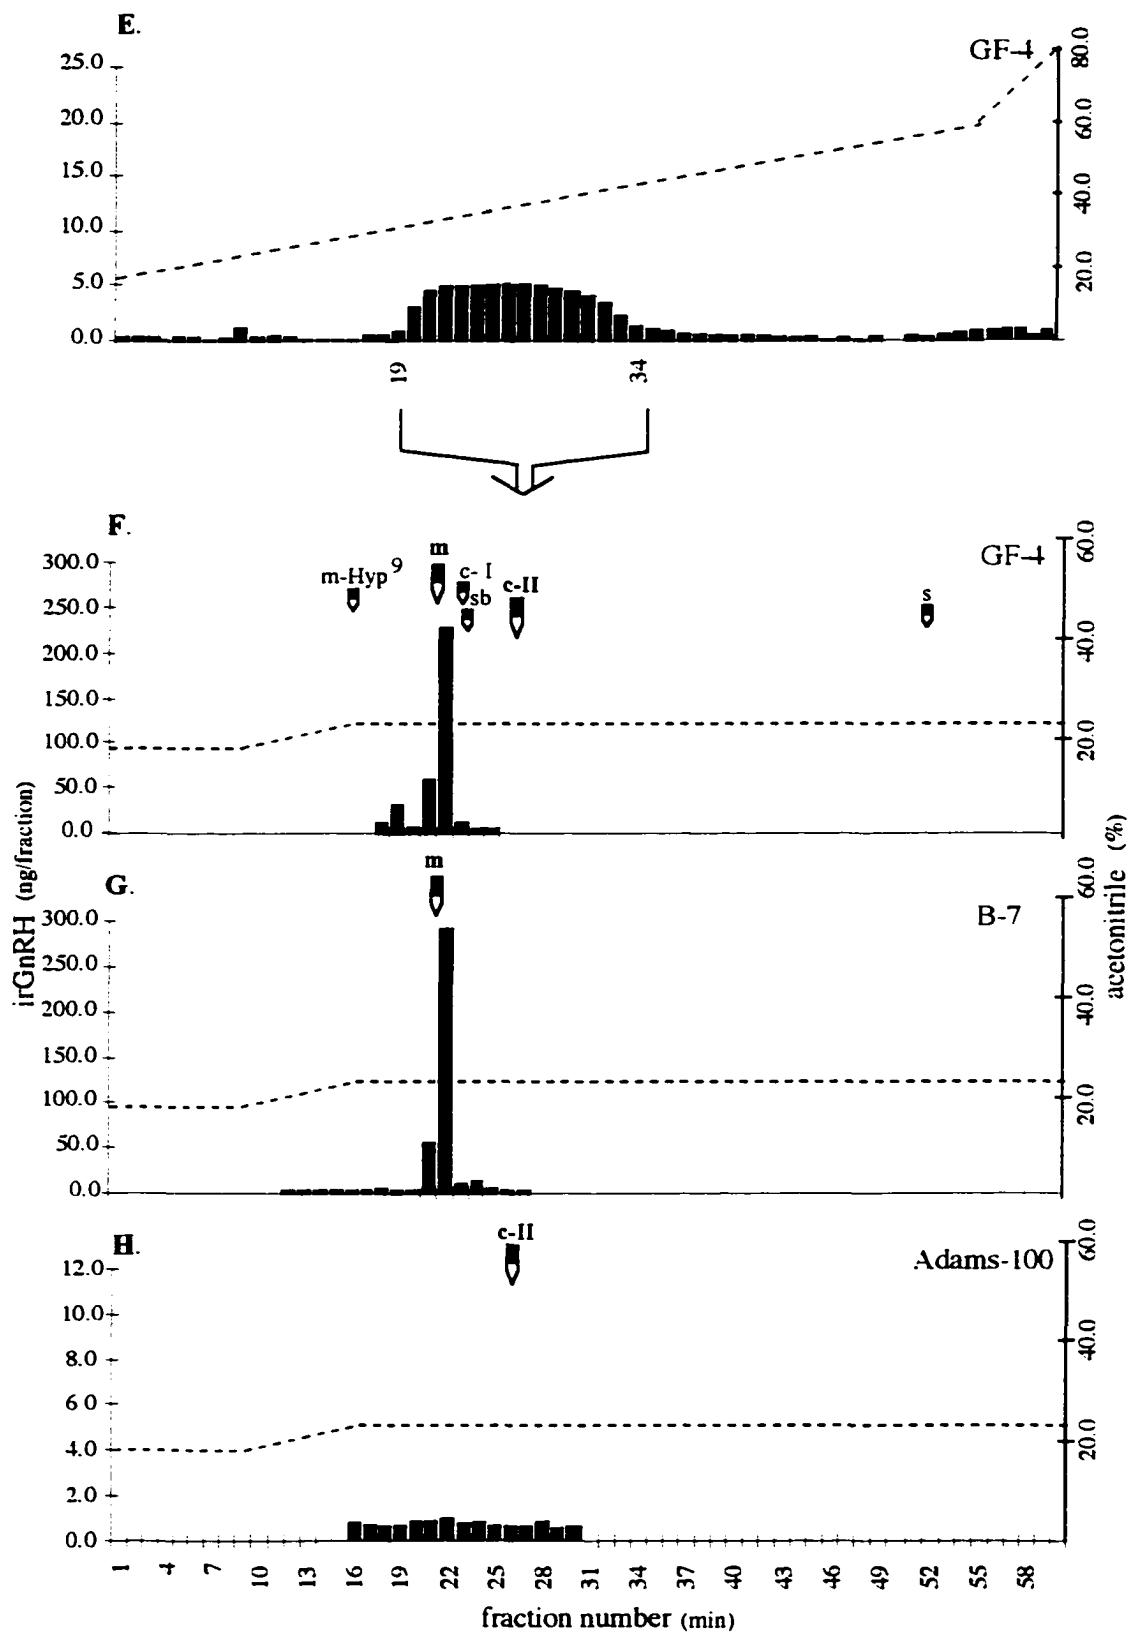 E.
GF-4
25.0
20.0
15.0
10.0
5.0
0.0
80.0
60.0
40.0
20.0
19
34
F.
GF-4
m-Hyp9
m
c-I
sb
c-II
s
300.0
250.0
200.0
150.0
100.0
50.0
0.0
60.0
40.0
20.0
G.
B-7
m
300.0
250.0
200.0
150.0
100.0
50.0
0.0
60.0
40.0
20.0
irGnRH (ng/fraction)
acetonitrile (%)
H.
Adams-100
c-II
12.0
10.0
8.0
6.0
4.0
2.0
0.0
60.0
40.0
20.0
1 4 7 10 13 16 19 22 25 28 31 34 37 40 43 46 49 52 55 58
fraction number (min)